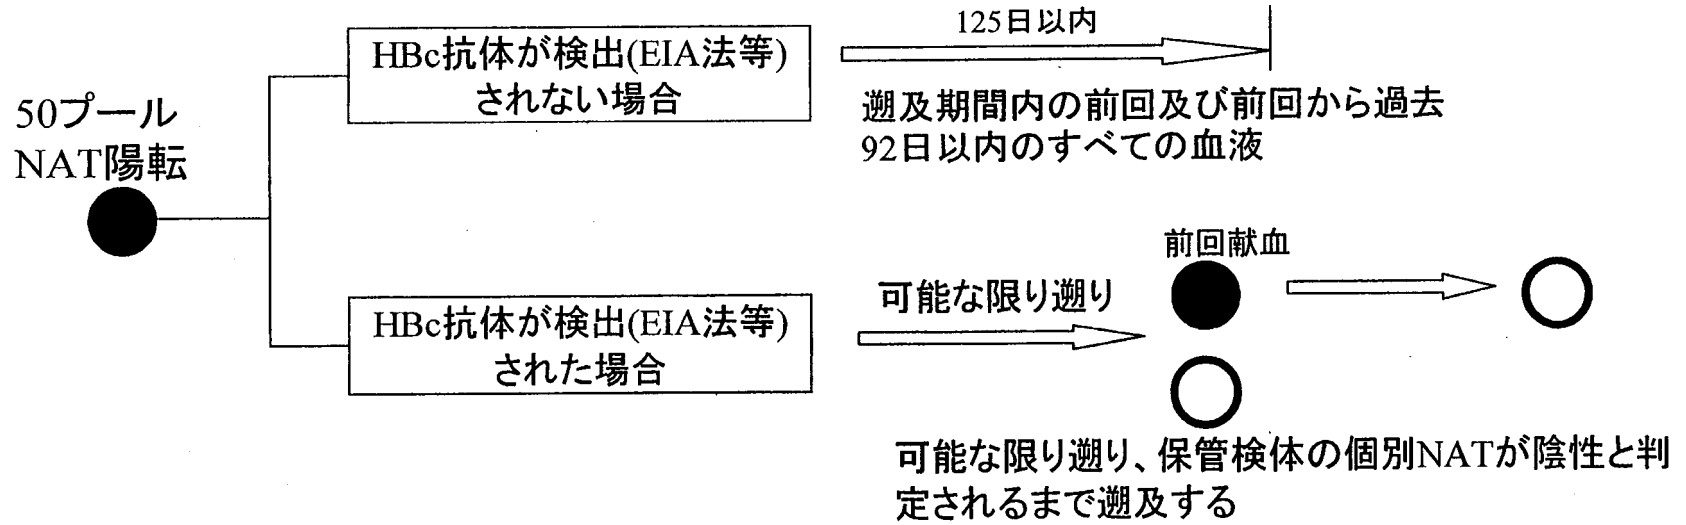 50プール
NAT陽転
HBc抗体が検出(EIA法等)
されない場合
125日以内
遡及期間内の前回及び前回から過去
92日以内のすべての血液
HBc抗体が検出(EIA法等)
された場合
可能な限り遡り
前回献血
可能な限り遡り、保管検体の個別NATが陰性と判
定されるまで遡及する